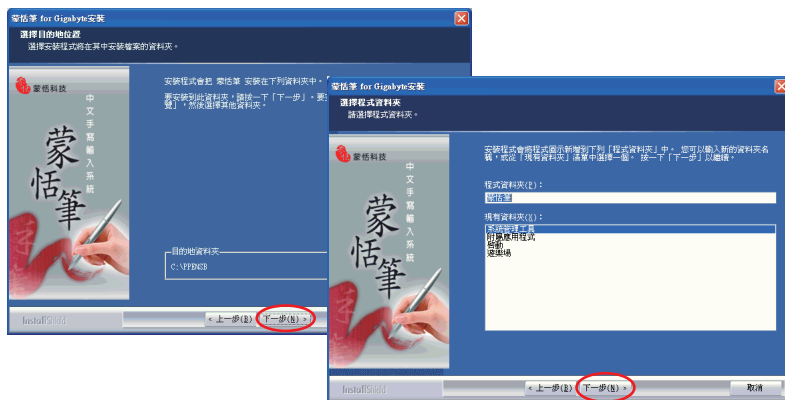 蒙恬筆 for Gigabyte安裝
選擇目的地位置
選擇安裝程式將在其中安裝檔案的資料夾。
蒙恬科技
中文手寫輸入系統
蒙恬筆
安裝程式會把 蒙恬筆 安裝在下列資料夾中。
要安裝到此資料夾，請按一下「下一步」。要
覽」，然後選擇其他資料夾。
目的地資料夾
C:\PPENSB
InstallShield
< 上一步(B)
下一步(N) >
蒙恬筆 for Gigabyte安裝
選擇程式資料夾
請選擇程式資料夾。
蒙恬科技
中文手寫輸入系統
蒙恬筆
安裝程式會將程式圖示新增到下列「程式資料夾」中。 您可以輸入新的資料夾名
稱，或從「現有資料夾」清單中選擇一個。 按一下「下一步」以繼續。
程式資料夾(P)：
蒙恬筆
現有資料夾(X)：
系統管理工具
附屬應用程式
啟動
遊樂場
InstallShield
< 上一步(B)
下一步(N) >
取消